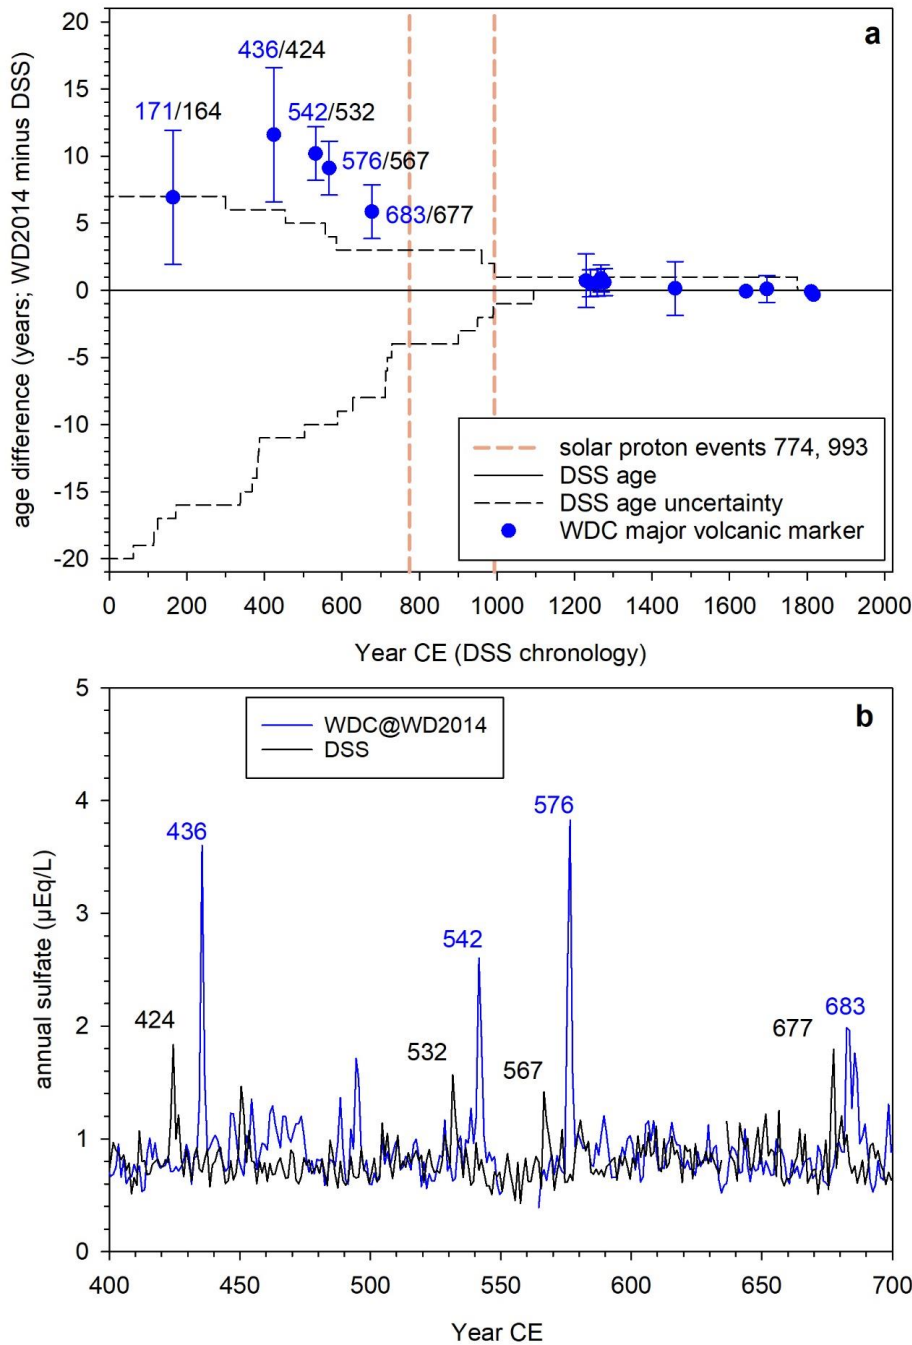 a
20
15
10
5
0
-5
-10
-15
-20
age difference (years; WD2014 minus DSS)
436/424
171/164
542/532
576/567
683/677
solar proton events 774, 993
DSS age
DSS age uncertainty
WDC major volcanic marker
0 200 400 600 800 1000 1200 1400 1600 1800 2000
Year CE (DSS chronology)
b
5
4
3
2
1
0
annual sulfate (µEq/L)
WDC@WD2014
DSS
436
576
542
424
532
567
677
683
400 450 500 550 600 650 700
Year CE